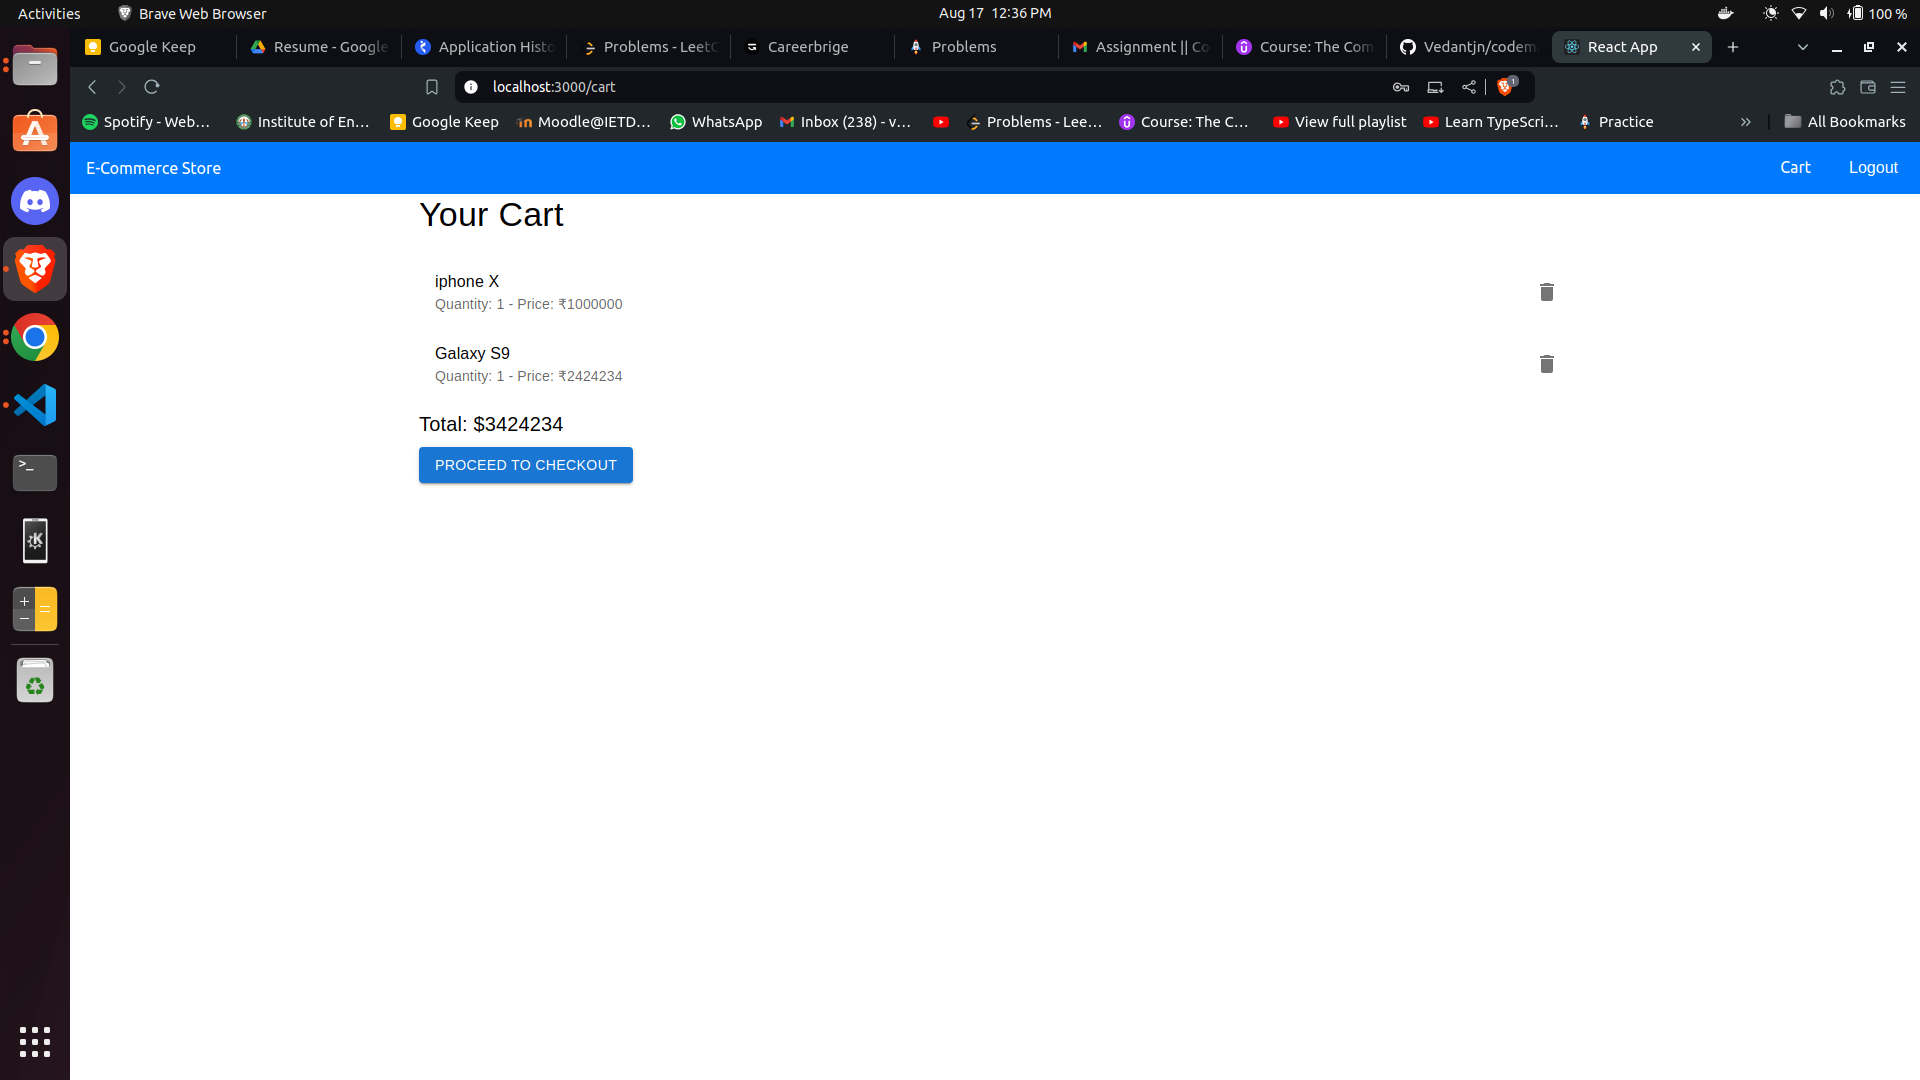 Activities Brave Web Browser Aug 17 12:36 PM 100 %
Google Keep Resume - Google Application Histo Problems - LeetC Careerbrige Problems Assignment || Co Course: The Com Vedantjn/codem React App
localhost:3000/cart 1
Spotify - Web... Institute of En... Google Keep Moodle@IETD... WhatsApp Inbox (238) - v... Problems - Lee... Course: The C... View full playlist Learn TypeScri... Practice » All Bookmarks
E-Commerce Store Cart Logout
Your Cart
iphone X
Quantity: 1 - Price: ₹1000000
Galaxy S9
Quantity: 1 - Price: ₹2424234
Total: $3424234
PROCEED TO CHECKOUT